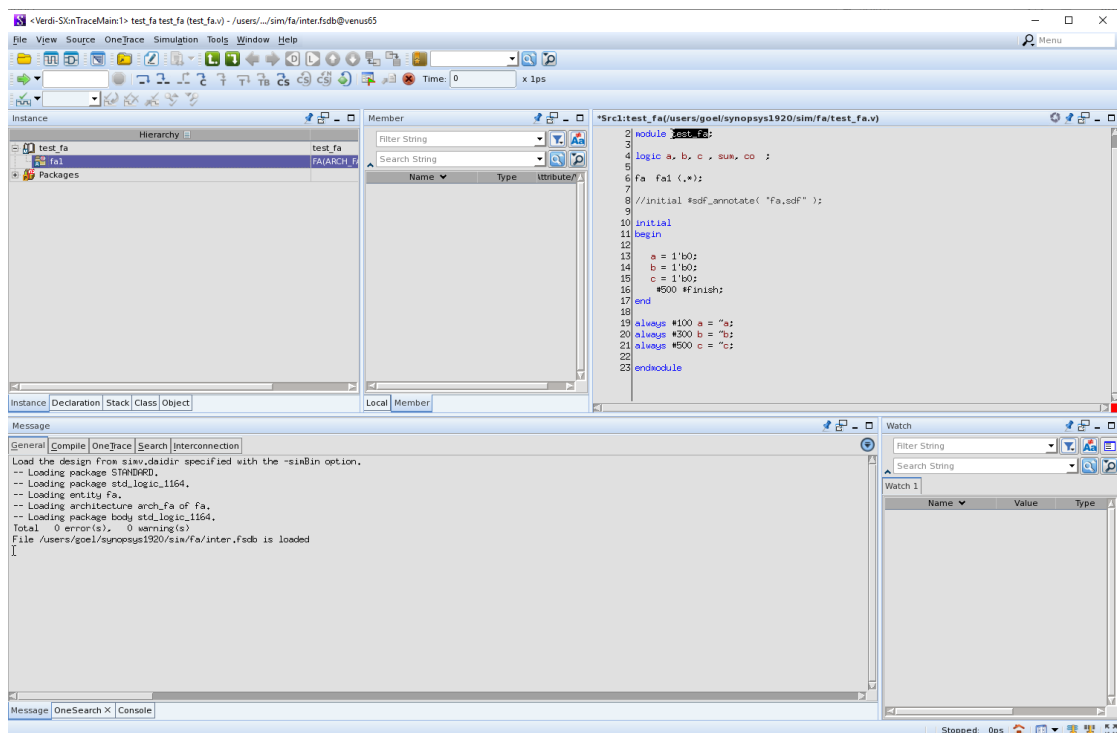 <Verdi-SX:nTraceMain:1> test_fa test_fa (test_fa.v) - /users/.../sim/fa/inter.fsdb@venus65
File View Source OneTrace Simulation Tools Window Help
Menu
Time: 0 x 1ps
Instance
Hierarchy
test_fa test_fa
fa1 FA(ARCH_FA
Packages
Instance Declaration Stack Class Object
Member
Filter String
Search String
Name Type
Local Member
*Src1:test_fa(/users/goel/synopsys1920/sim/fa/test_fa.v)
2 module test_fa;
3
4 logic a, b, c , sum, co ;
5
6 fa fa1 (.*);
7
8 //initial $sdf_annotate( "fa.sdf" );
9
10 initial
11 begin
12
13 a = 1'b0;
14 b = 1'b0;
15 c = 1'b0;
16 #500 $finish;
17 end
18
19 always #100 a = ~a;
20 always #300 b = ~b;
21 always #500 c = ~c;
22
23 endmodule
Message
General Compile OneTrace Search Interconnection
Load the design from simv.daidir specified with the -simBin option.
-- Loading package STANDARD.
-- Loading package std_logic_1164.
-- Loading entity fa.
-- Loading architecture arch_fa of fa.
-- Loading package body std_logic_1164.
Total 0 error(s), 0 warning(s)
File /users/goel/synopsys1920/sim/fa/inter.fsdb is loaded
Message OneSearch × Console
Watch
Filter String
Search String
Watch 1
Name Value Type
Stopped: 0ps